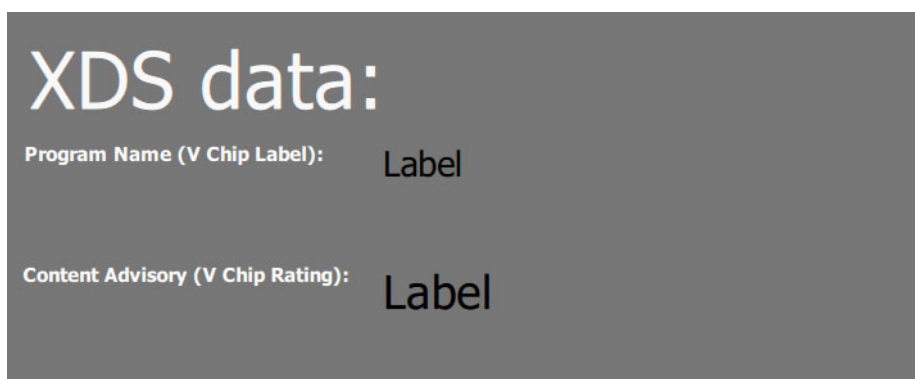 XDS data:
Program Name (V Chip Label): Label
Content Advisory (V Chip Rating): Label